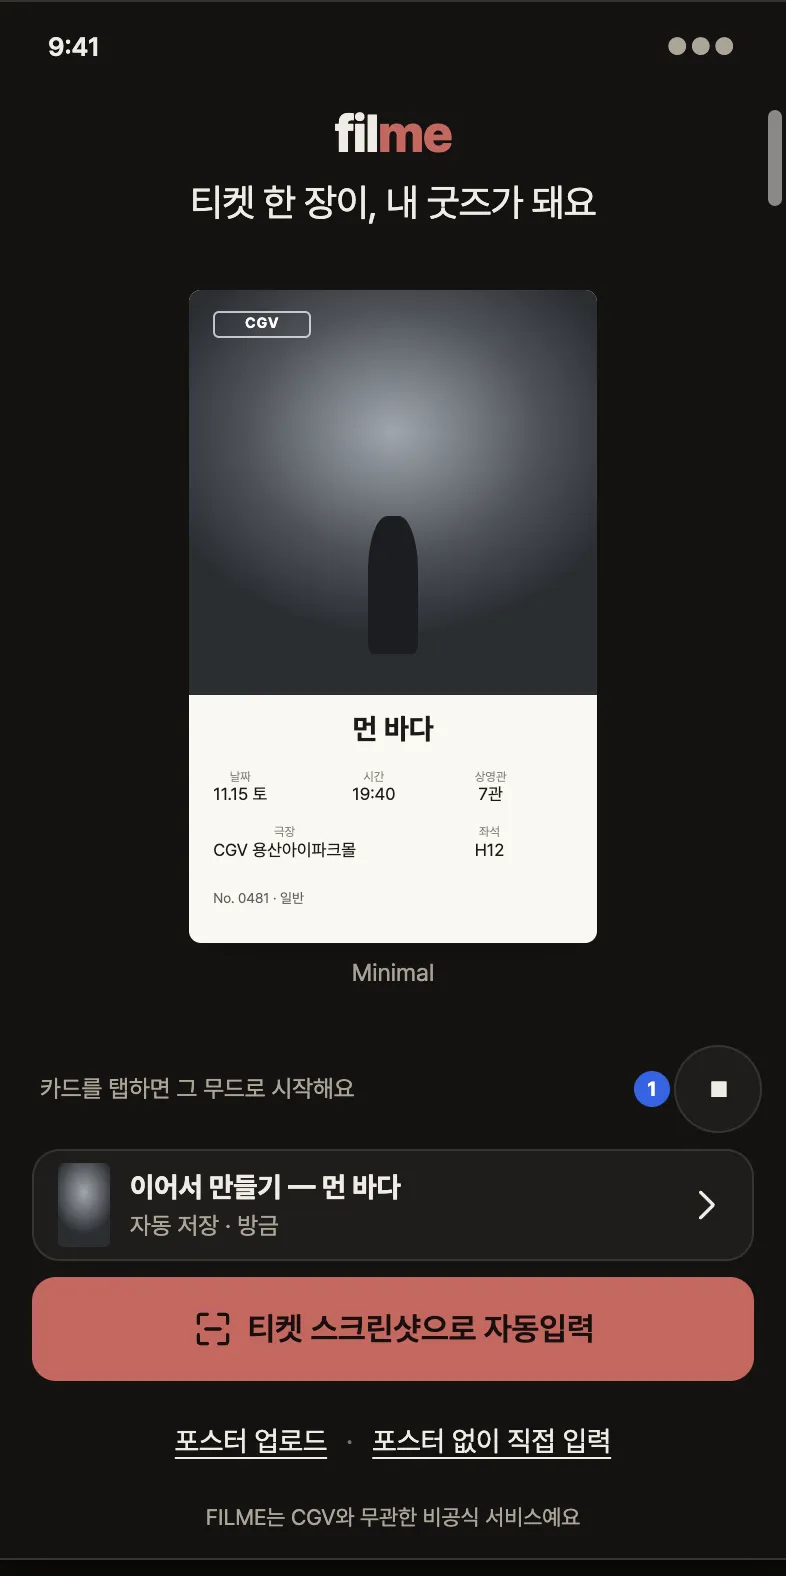 9:41
filme
티켓 한 장이, 내 굿즈가 돼요
CGV
먼 바다
날짜 시간 상영관
11.15 토 19:40 7관
극장 좌석
CGV 용산아이파크몰 H12
No. 0481 · 일반
Minimal
카드를 탭하면 그 무드로 시작해요 1
이어서 만들기 — 먼 바다
자동 저장 · 방금
티켓 스크린샷으로 자동입력
포스터 업로드 · 포스터 없이 직접 입력
FILME는 CGV와 무관한 비공식 서비스예요